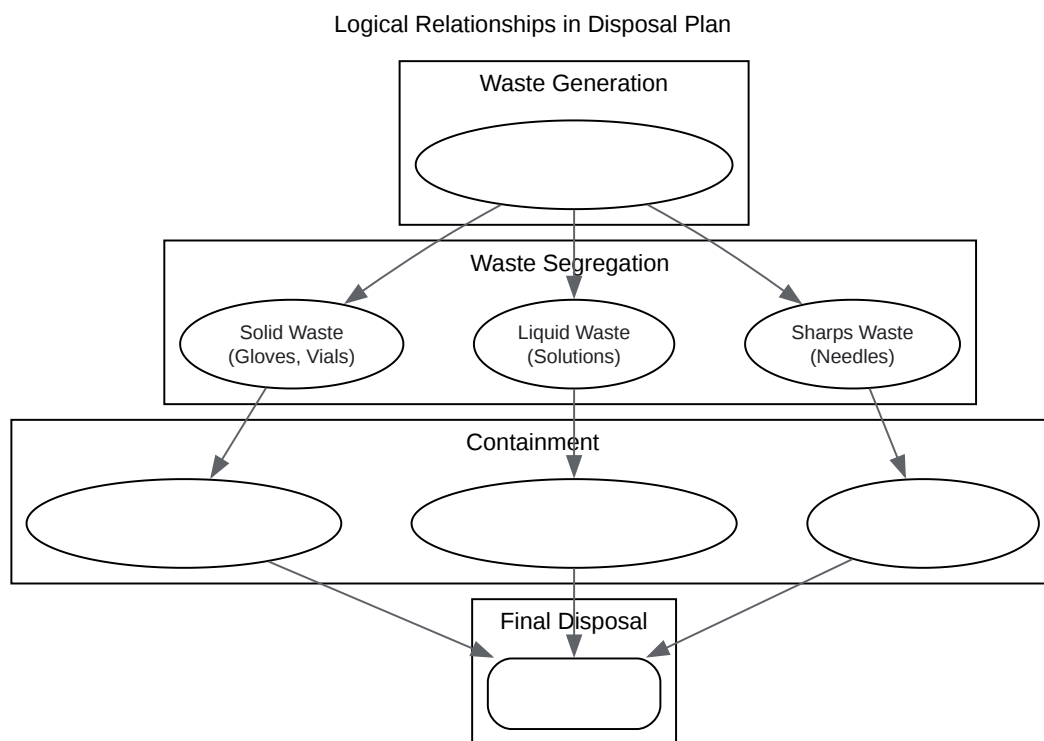 Logical Relationships in Disposal Plan
Waste Generation
Waste Segregation
Solid Waste
(Gloves, Vials)
Liquid Waste
(Solutions)
Sharps Waste
(Needles)
Containment
Final Disposal